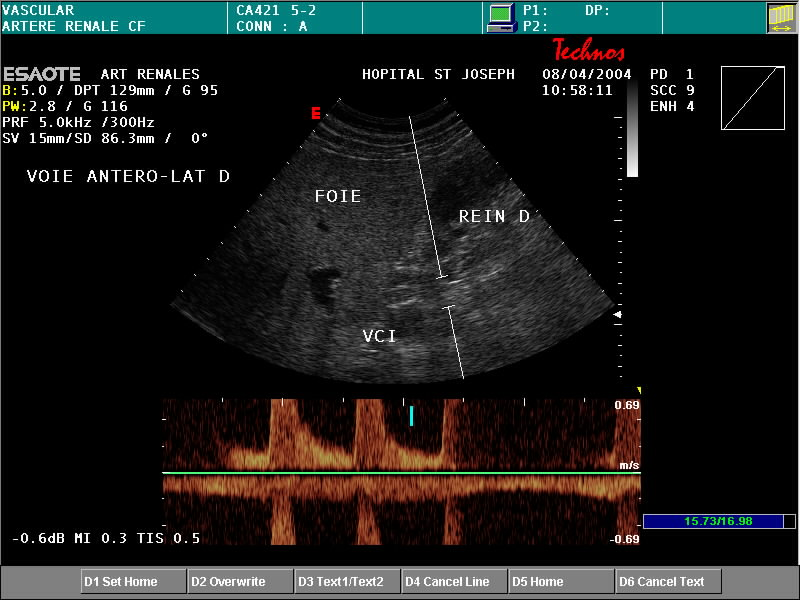 VASCULAR
ARTERE RENALE CF
CA421 5-2
CONN : A
P1: DP:
P2:
Technos
ESAOTE ART RENALES
HOPITAL ST JOSEPH 08/04/2004
10:58:11
PD 1
SCC 9
ENH 4
B:5.0 / DPT 129mm / G 95
PW:2.8 / G 116
PRF 5.0kHz /300Hz
SV 15mm/SD 86.3mm / 0°
E
VOIE ANTERO-LAT D
FOIE
REIN D
VCI
0.69
m/s
-0.69
15.73/16.98
-0.6dB MI 0.3 TIS 0.5
D1 Set Home D2 Overwrite D3 Text1/Text2 D4 Cancel Line D5 Home D6 Cancel Text